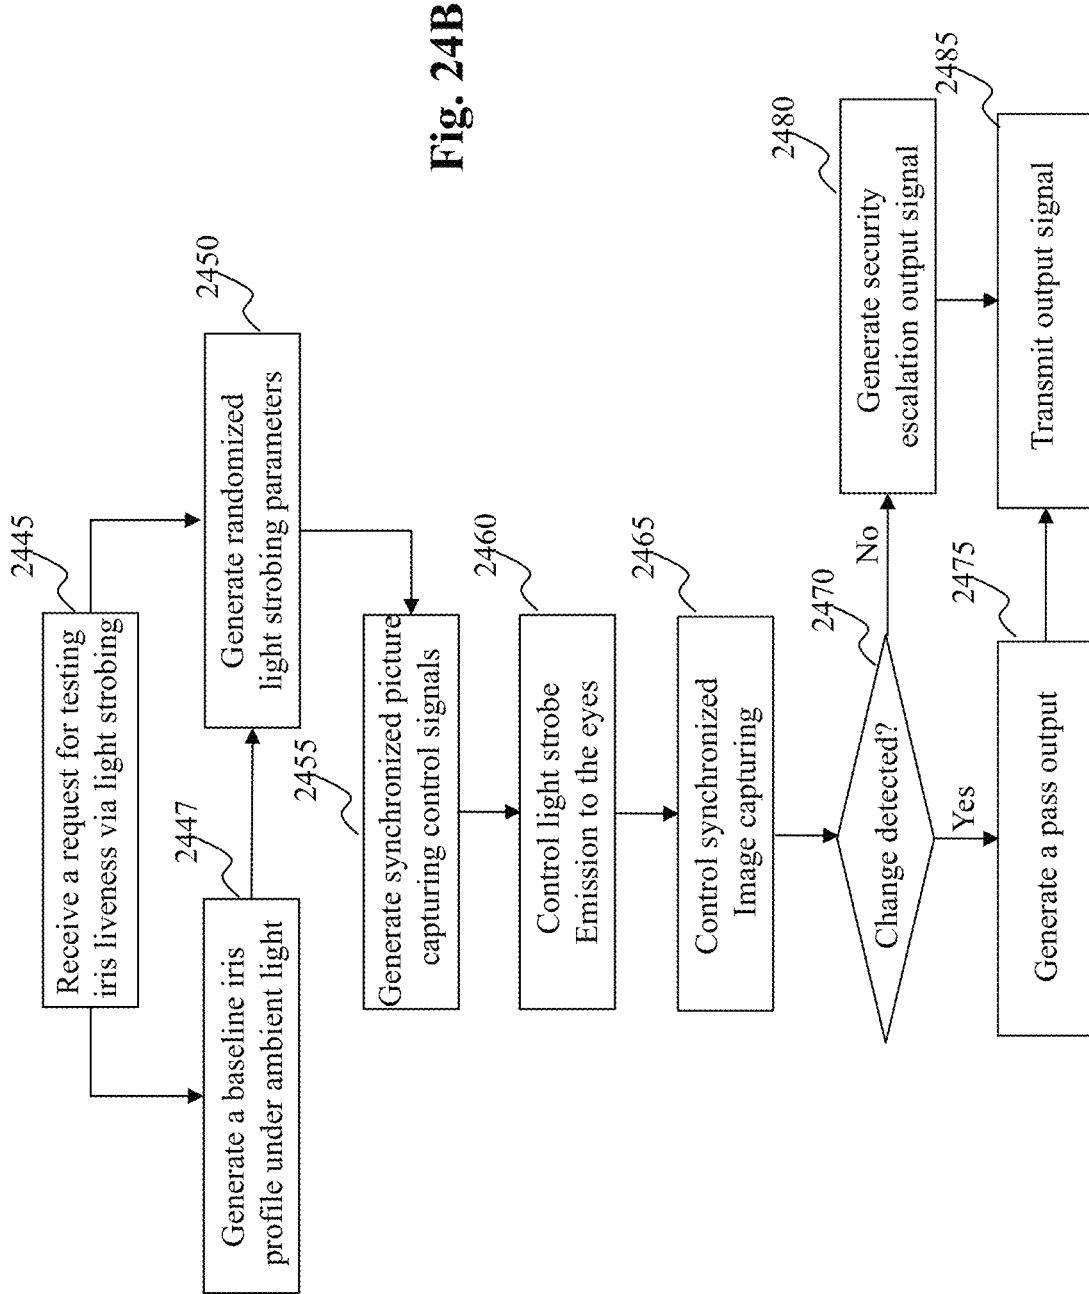 2445
Receive a request for testing
iris liveness via light strobing
2447
Generate a baseline iris
profile under ambient light
2450
Generate randomized
light strobing parameters
2455
Generate synchronized picture
capturing control signals
2460
Control light strobe
Emission to the eyes
2465
Control synchronized
Image capturing
2470
Change detected?
No
Yes
2480
Generate security
escalation output signal
2475
Generate a pass output
2485
Transmit output signal
Fig. 24B